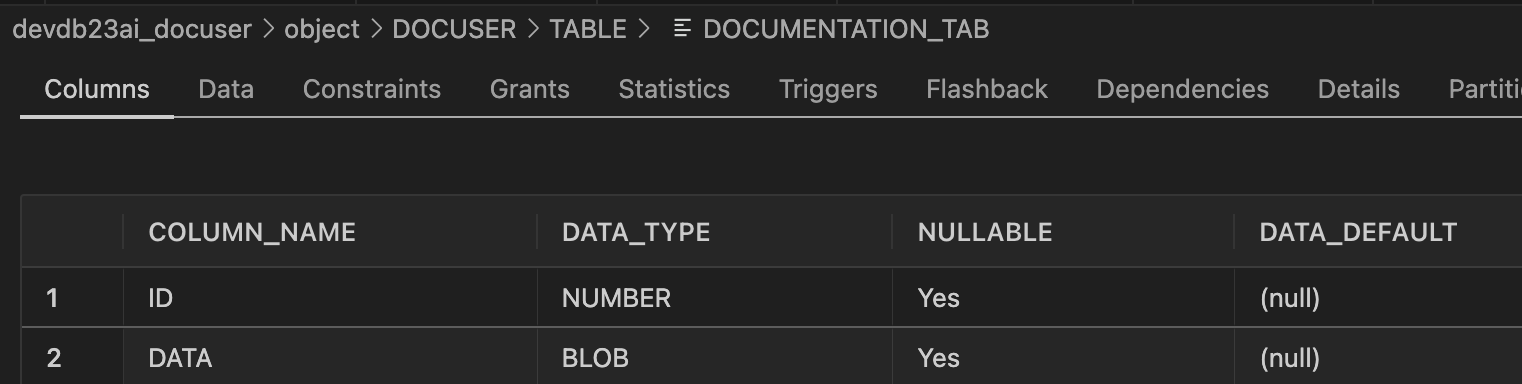 devdb23ai_docuser > object > DOCUSER > TABLE > DOCUMENTATION_TAB
Columns Data Constraints Grants Statistics Triggers Flashback Dependencies Details Partiti
COLUMN_NAME DATA_TYPE NULLABLE DATA_DEFAULT
1 ID NUMBER Yes (null)
2 DATA BLOB Yes (null)